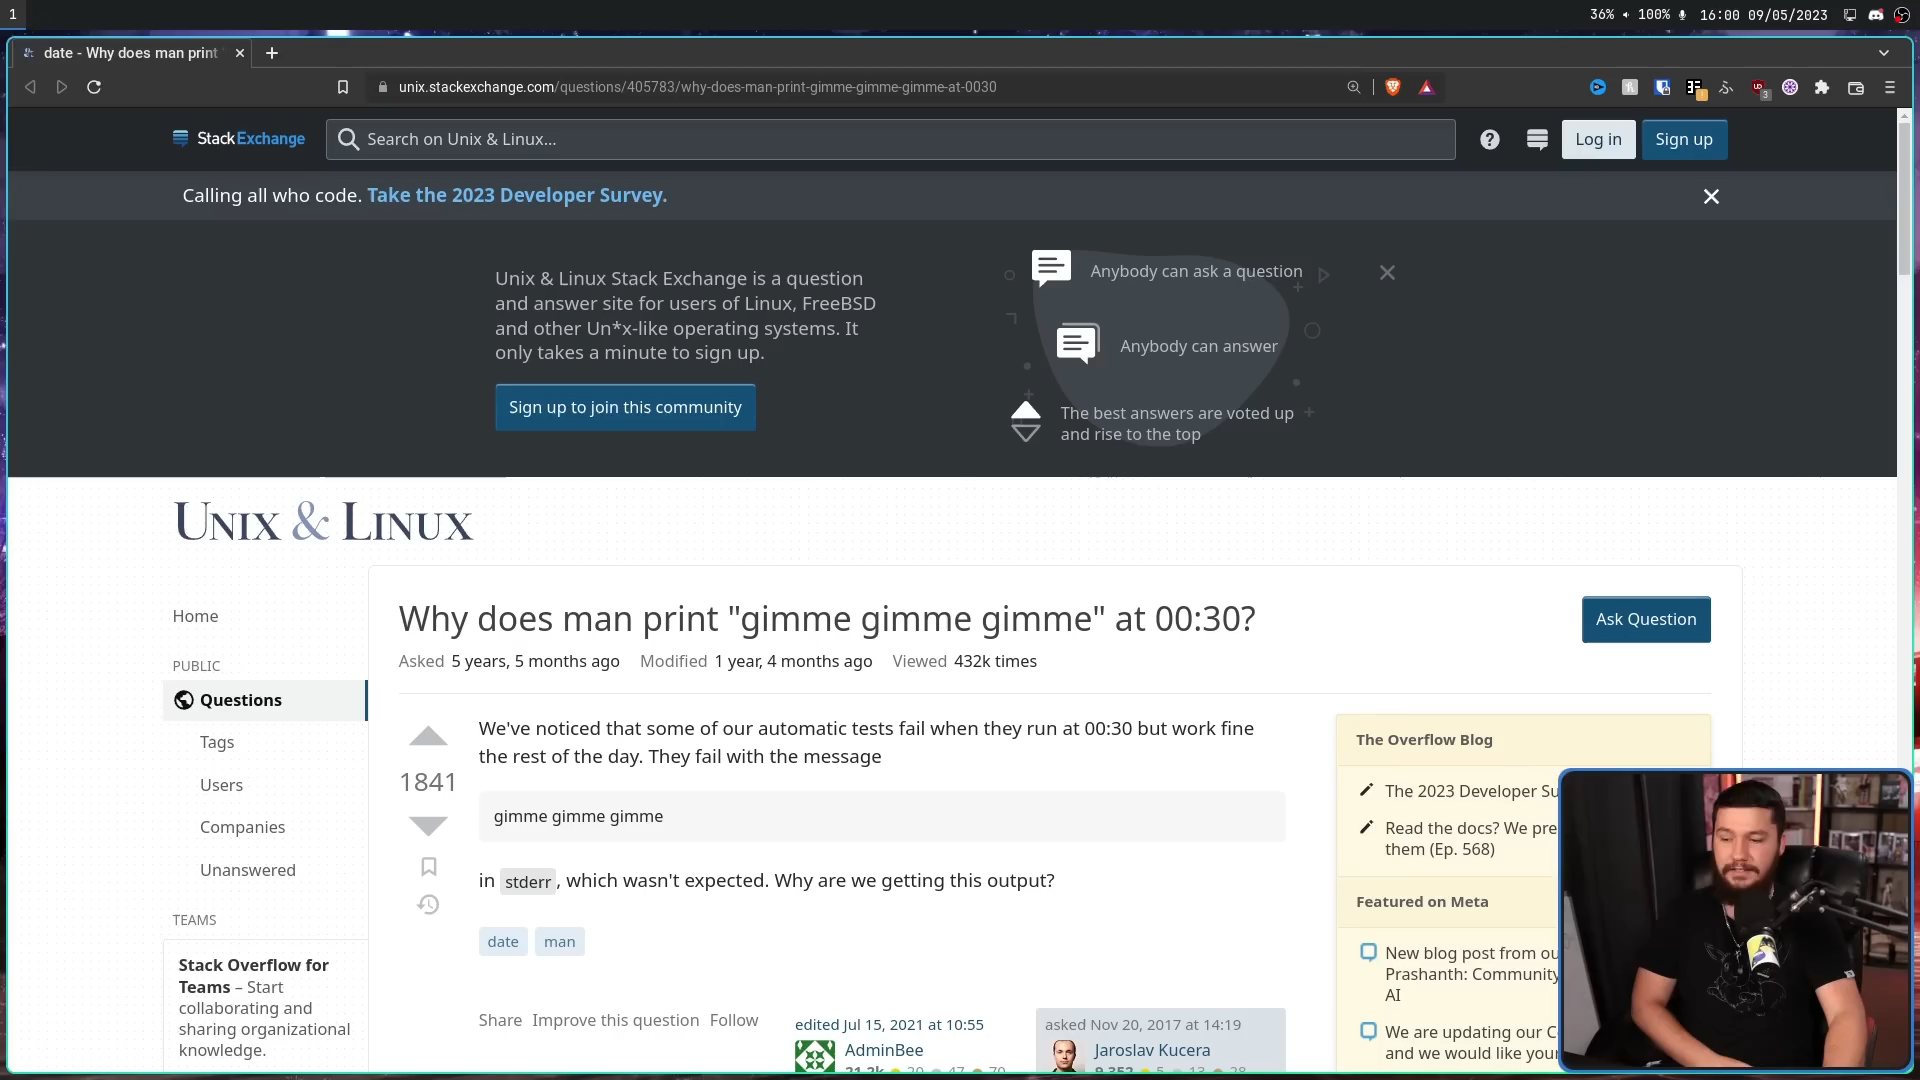 1
36% 100% 16:00 09/05/2023
date - Why does man print
unix.stackexchange.com/questions/405783/why-does-man-print-gimme-gimme-gimme-at-0030
StackExchange
Search on Unix & Linux...
Log in
Sign up
Calling all who code. Take the 2023 Developer Survey.
Unix & Linux Stack Exchange is a question
and answer site for users of Linux, FreeBSD
and other Un*x-like operating systems. It
only takes a minute to sign up.
Sign up to join this community
Anybody can ask a question
Anybody can answer
The best answers are voted up
and rise to the top
UNIX & LINUX
Home
PUBLIC
Questions
Tags
Users
Companies
Unanswered
TEAMS
Stack Overflow for
Teams – Start
collaborating and
sharing organizational
knowledge.
Why does man print "gimme gimme gimme" at 00:30?
Ask Question
Asked 5 years, 5 months ago Modified 1 year, 4 months ago Viewed 432k times
1841
We've noticed that some of our automatic tests fail when they run at 00:30 but work fine
the rest of the day. They fail with the message
gimme gimme gimme
in stderr, which wasn't expected. Why are we getting this output?
date man
Share Improve this question Follow
edited Jul 15, 2021 at 10:55
AdminBee
21.2k 20 47 70
asked Nov 20, 2017 at 14:19
Jaroslav Kucera
9,352 5 13 28
The Overflow Blog
The 2023 Developer Su
Read the docs? We pre
them (Ep. 568)
Featured on Meta
New blog post from ou
Prashanth: Community
AI
We are updating our C
and we would like your